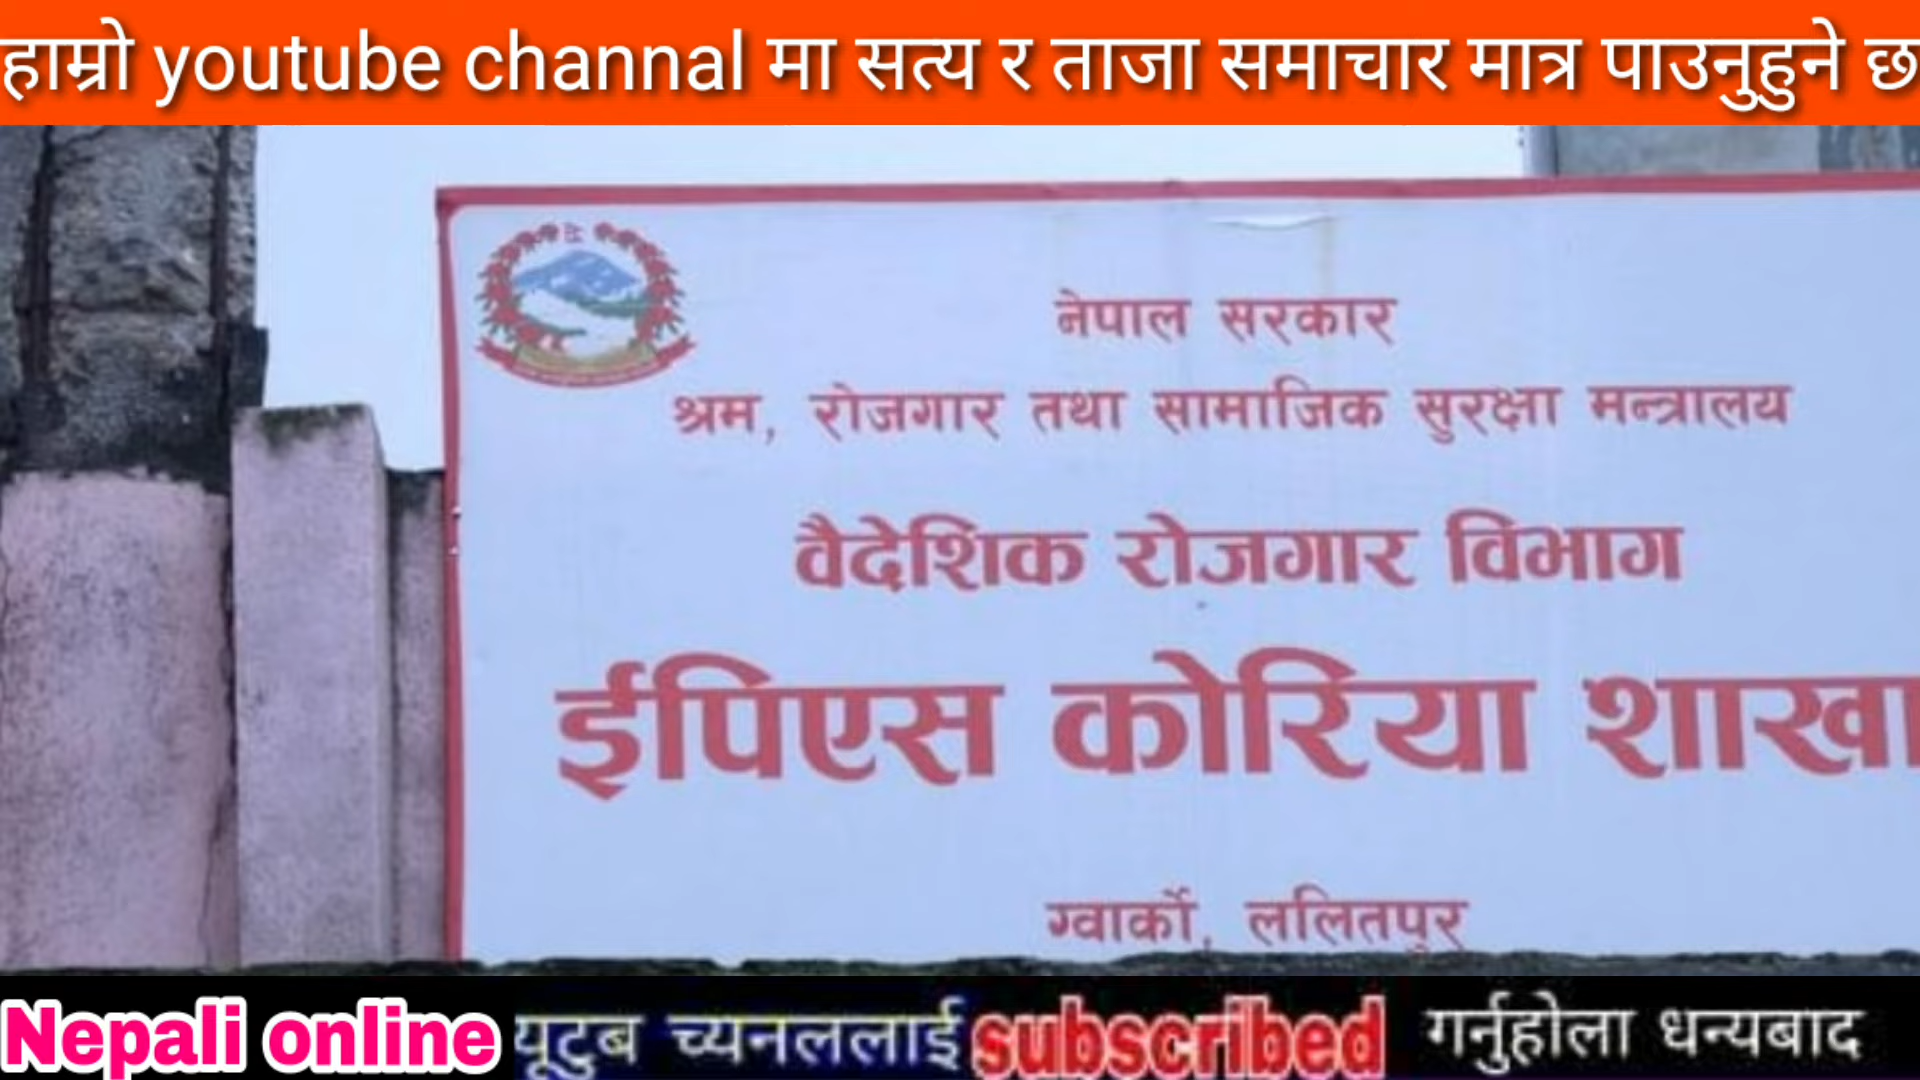 हाम्रो youtube channal मा सत्य र ताजा समाचार मात्र पाउनुहुने छ
नेपाल सरकार
श्रम, रोजगार तथा सामाजिक सुरक्षा मन्त्रालय
वैदेशिक रोजगार विभाग
ईपिएस कोरिया शाखा
ग्वार्को, ललितपुर
Nepali online यूटुब च्यनललाई subscribed गर्नुहोला धन्यबाद